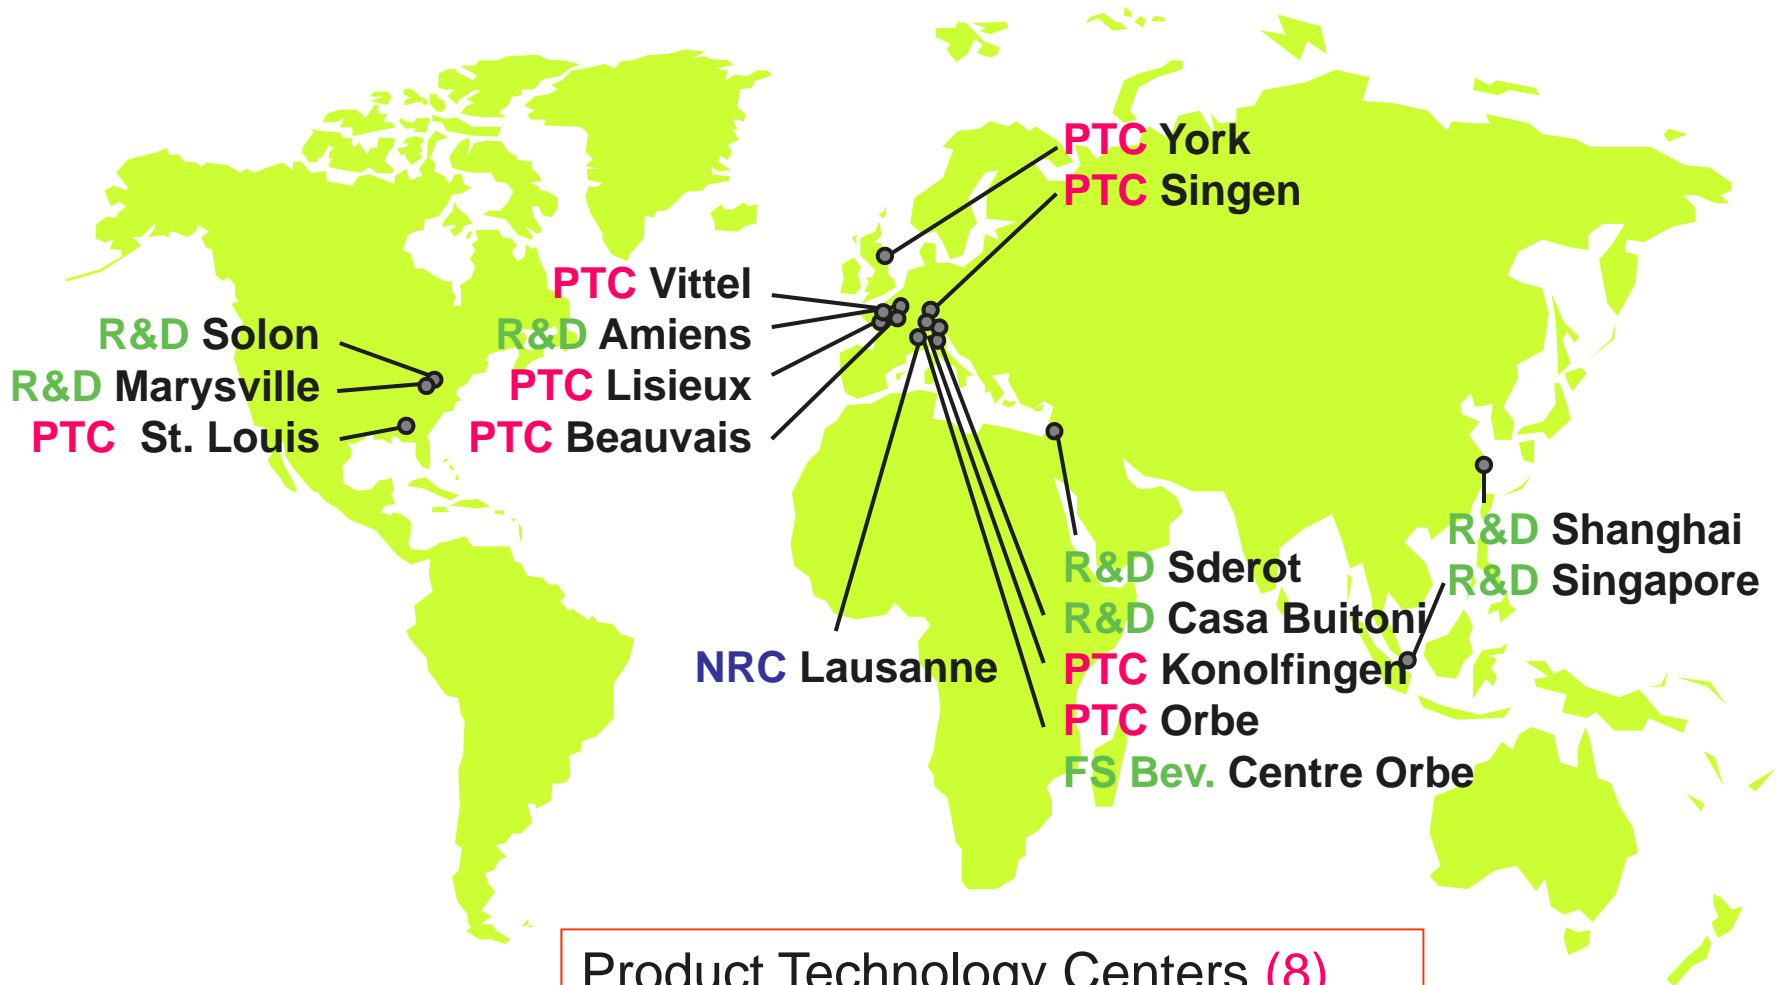 PTC York
PTC Singen
PTC Vittel
R&D Amiens
PTC Lisieux
PTC Beauvais
R&D Solon
R&D Marysville
PTC St. Louis
R&D Shanghai
R&D Singapore
R&D Sderot
R&D Casa Buitoni
PTC Konolfingen
PTC Orbe
FS Bev. Centre Orbe
NRC Lausanne
Product Technology Centers (8)